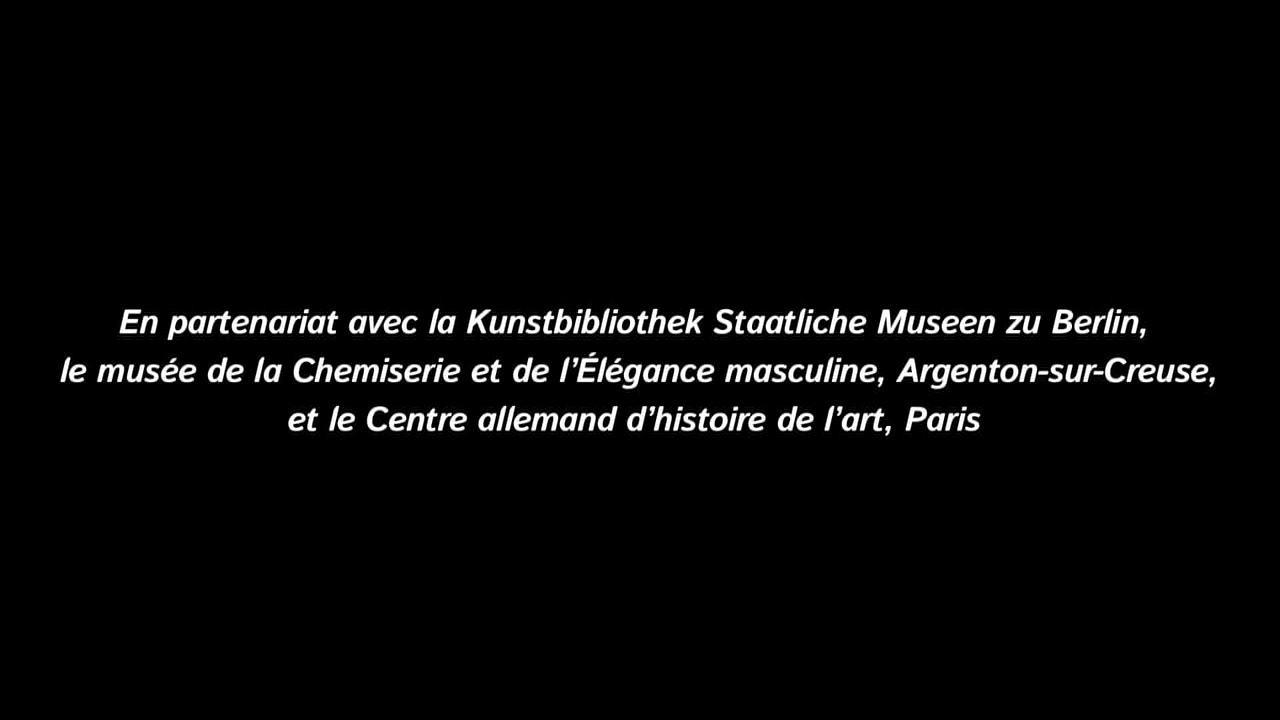 En partenariat avec la Kunstbibliothek Staatliche Museen zu Berlin,
le musée de la Chemiserie et de l’Élégance masculine, Argenton-sur-Creuse,
et le Centre allemand d’histoire de l’art, Paris